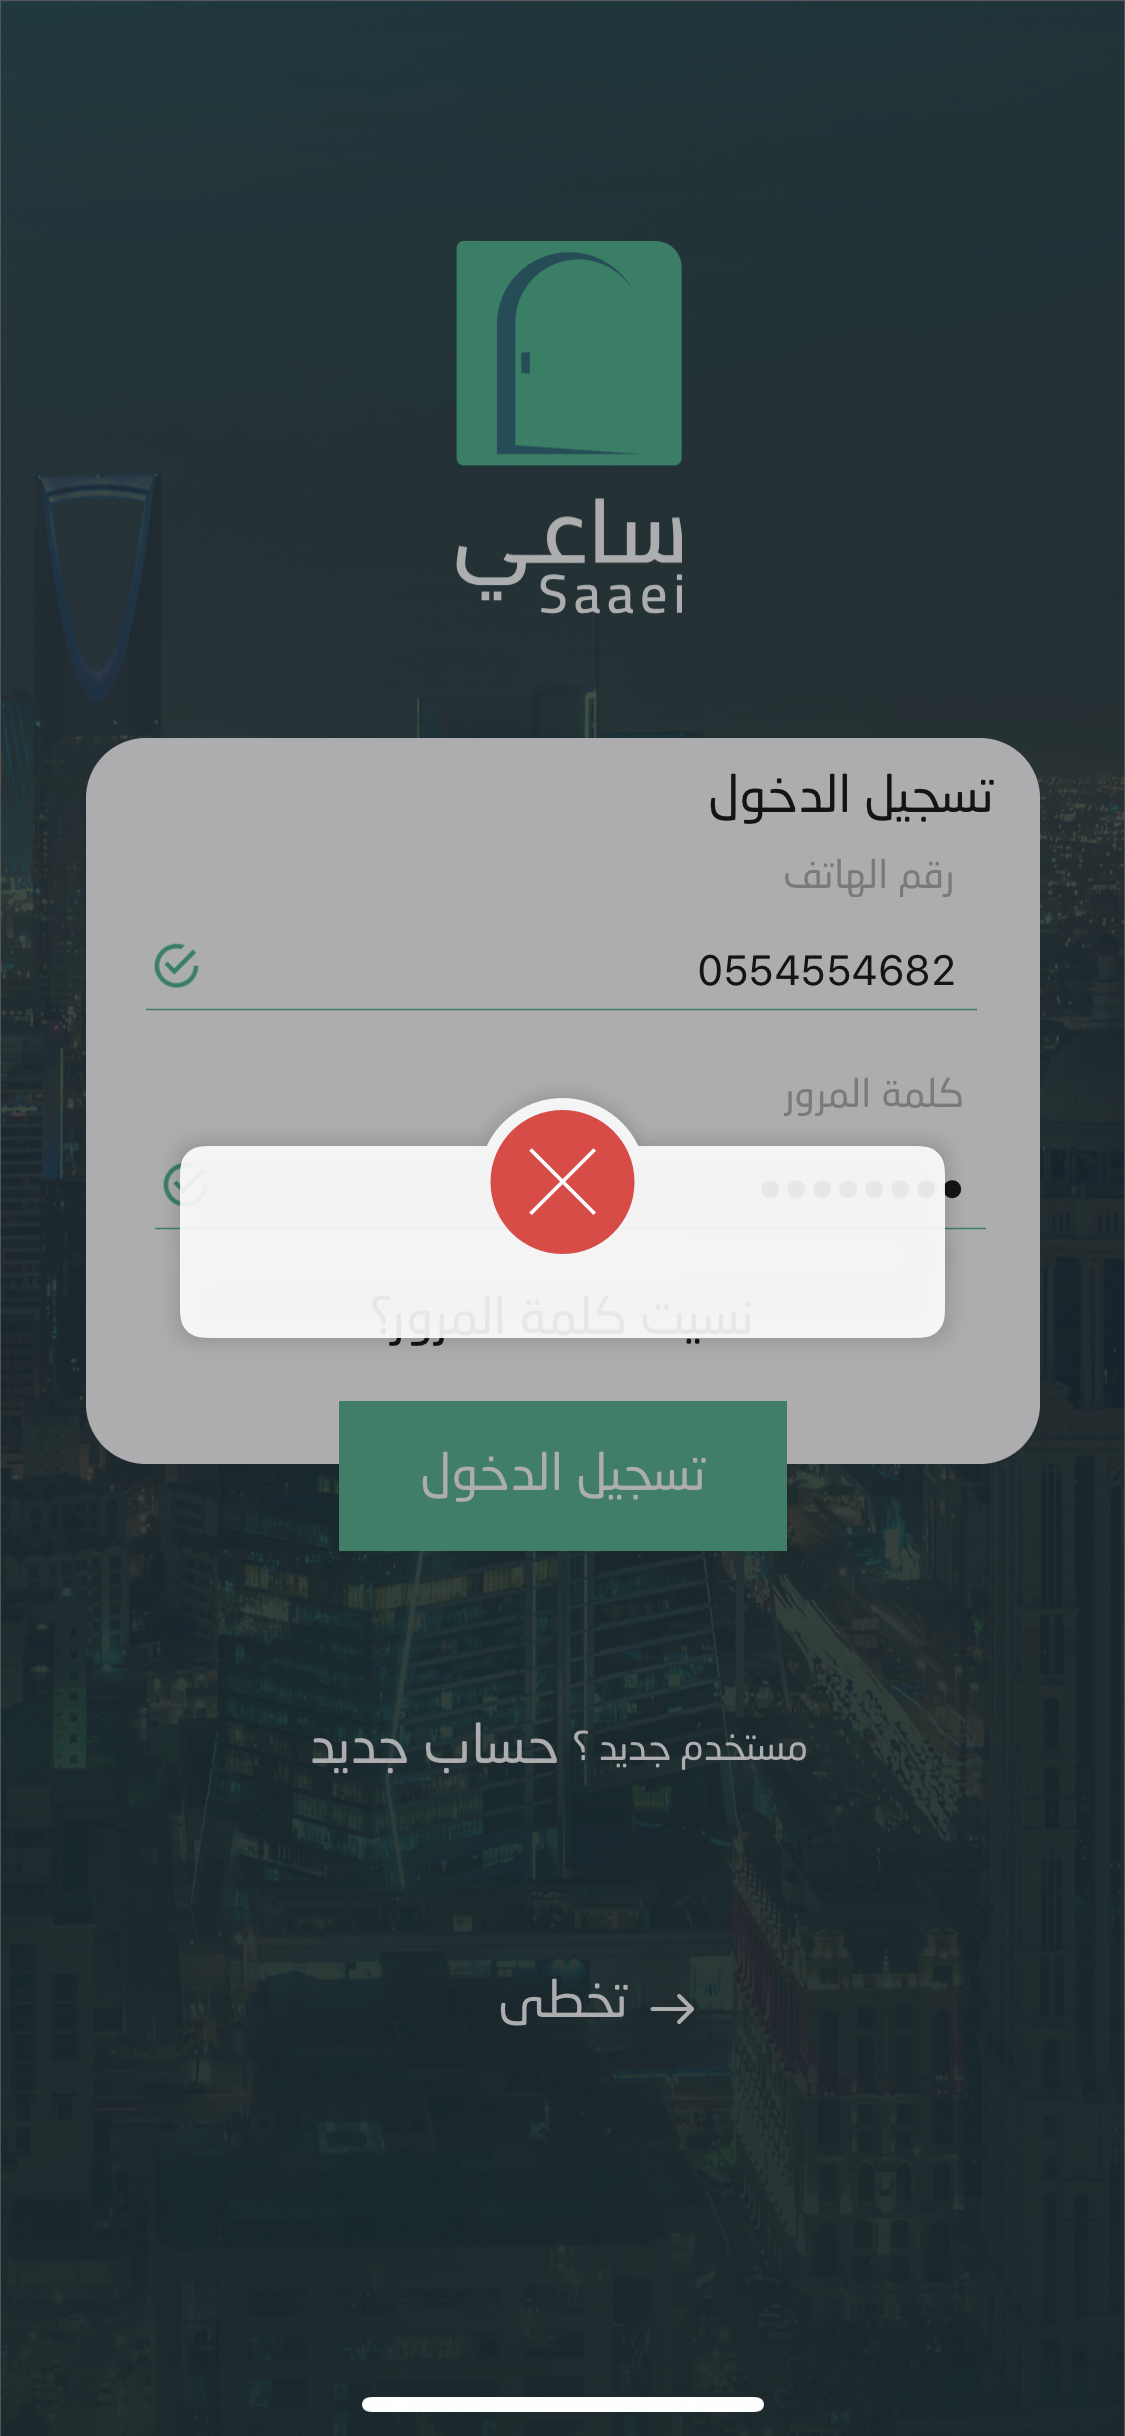 ساعي
Saaei
تسجيل الدخول
رقم الهاتف
0554554682
كلمة المرور
نسيت كلمة المرور؟
تسجيل الدخول
مستخدم جديد ؟ حساب جديد
تخطى